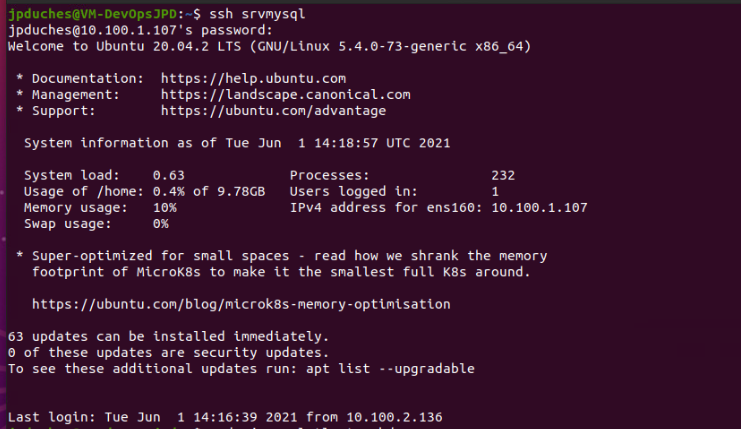 jpduches@VM-DevOpsJPD:~$ ssh srvmysql
jpduches@10.100.1.107's password:
Welcome to Ubuntu 20.04.2 LTS (GNU/Linux 5.4.0-73-generic x86_64)
* Documentation:  https://help.ubuntu.com
* Management:     https://landscape.canonical.com
* Support:        https://ubuntu.com/advantage
System information as of Tue Jun  1 14:18:57 UTC 2021
System load:    0.63             Processes:               232
Usage of /home: 0.4% of 9.78GB   Users logged in:         1
Memory usage:   10%              IPv4 address for ens160: 10.100.1.107
Swap usage:     0%
* Super-optimized for small spaces - read how we shrank the memory
footprint of MicroK8s to make it the smallest full K8s around.
https://ubuntu.com/blog/microk8s-memory-optimisation
63 updates can be installed immediately.
0 of these updates are security updates.
To see these additional updates run: apt list --upgradable
Last login: Tue Jun  1 14:16:39 2021 from 10.100.2.136